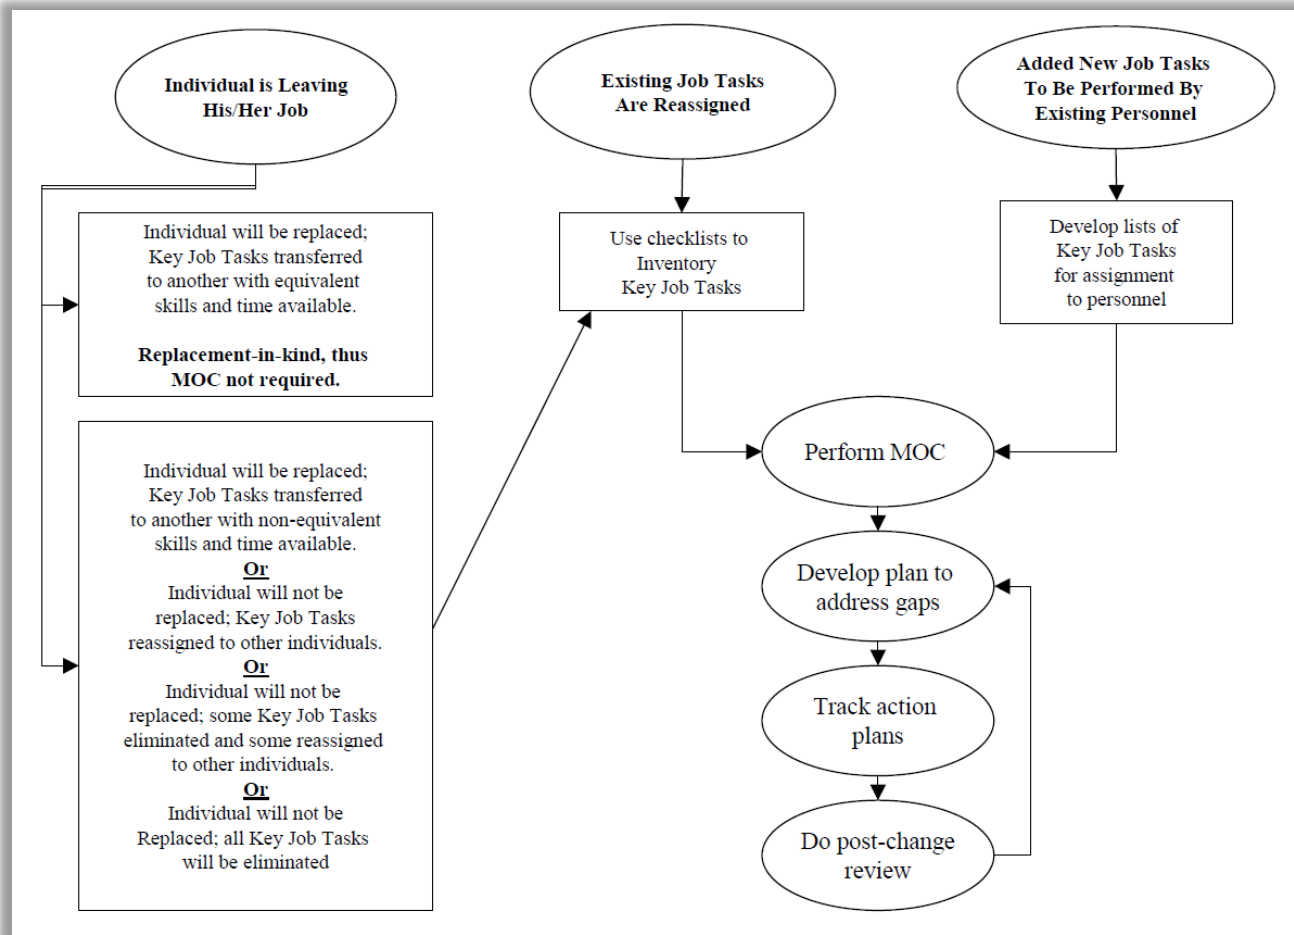 Individual is Leaving
His/Her Job
Existing Job Tasks
Are Reassigned
Added New Job Tasks
To Be Performed By
Existing Personnel
Individual will be replaced;
Key Job Tasks transferred
to another with equivalent
skills and time available.
Replacement-in-kind, thus
MOC not required.
Use checklists to
Inventory
Key Job Tasks
Develop lists of
Key Job Tasks
for assignment
to personnel
Individual will be replaced;
Key Job Tasks transferred
to another with non-equivalent
skills and time available.
Or
Individual will not be
replaced; Key Job Tasks
reassigned to other individuals.
Or
Individual will not be
replaced; some Key Job Tasks
eliminated and some reassigned
to other individuals.
Or
Individual will not be
Replaced; all Key Job Tasks
will be eliminated
Perform MOC
Develop plan to
address gaps
Track action
plans
Do post-change
review